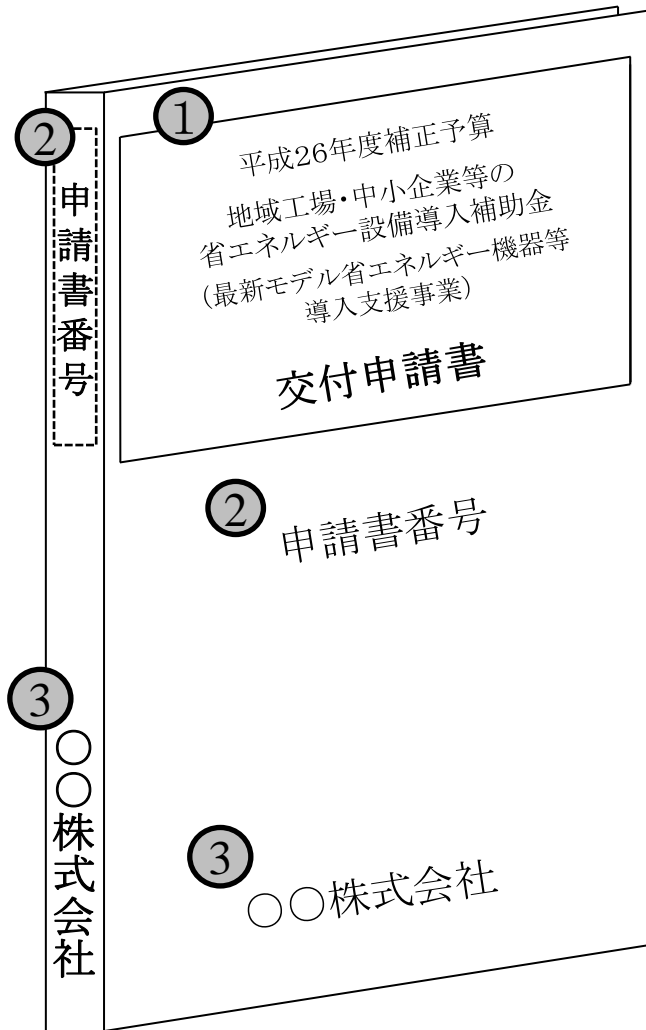 ②
申請書番号
③
○○株式会社
①
平成26年度補正予算
地域工場・中小企業等の
省エネルギー設備導入補助金
（最新モデル省エネルギー機器等
導入支援事業）
交付申請書
②
申請書番号
③
○○株式会社